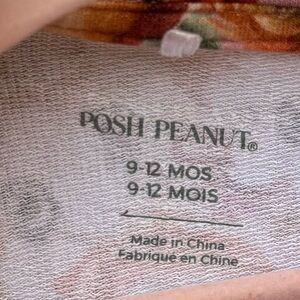 POSH PEANUT®
9-12 MOS
9-12 MOIS
Made in China
Fabriqué en Chine